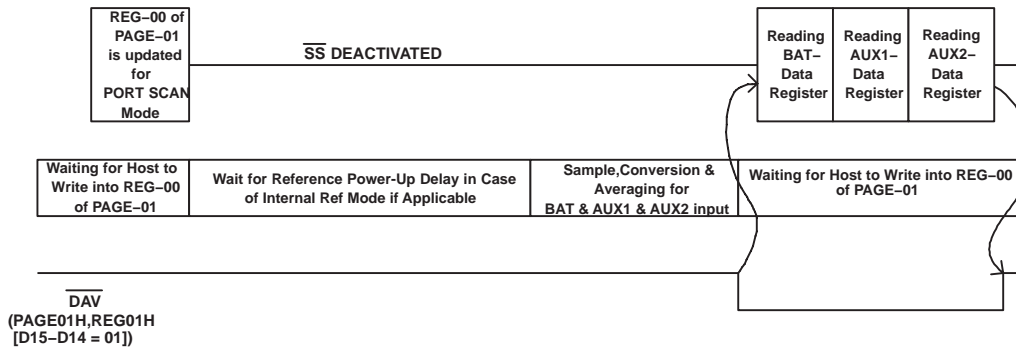 REG–00 of
PAGE–01
is updated
for
PORT SCAN
Mode
SS DEACTIVATED
Reading
BAT–
Data
Register
Reading
AUX1–
Data
Register
Reading
AUX2–
Data
Register
Waiting for Host to
Write into REG–00
of PAGE–01
Wait for Reference Power-Up Delay in Case
of Internal Ref Mode if Applicable
Sample,Conversion &
Averaging for
BAT & AUX1 & AUX2 input
Waiting for Host to Write into REG–00
of PAGE–01
DAV
(PAGE01H,REG01H
[D15–D14 = 01])